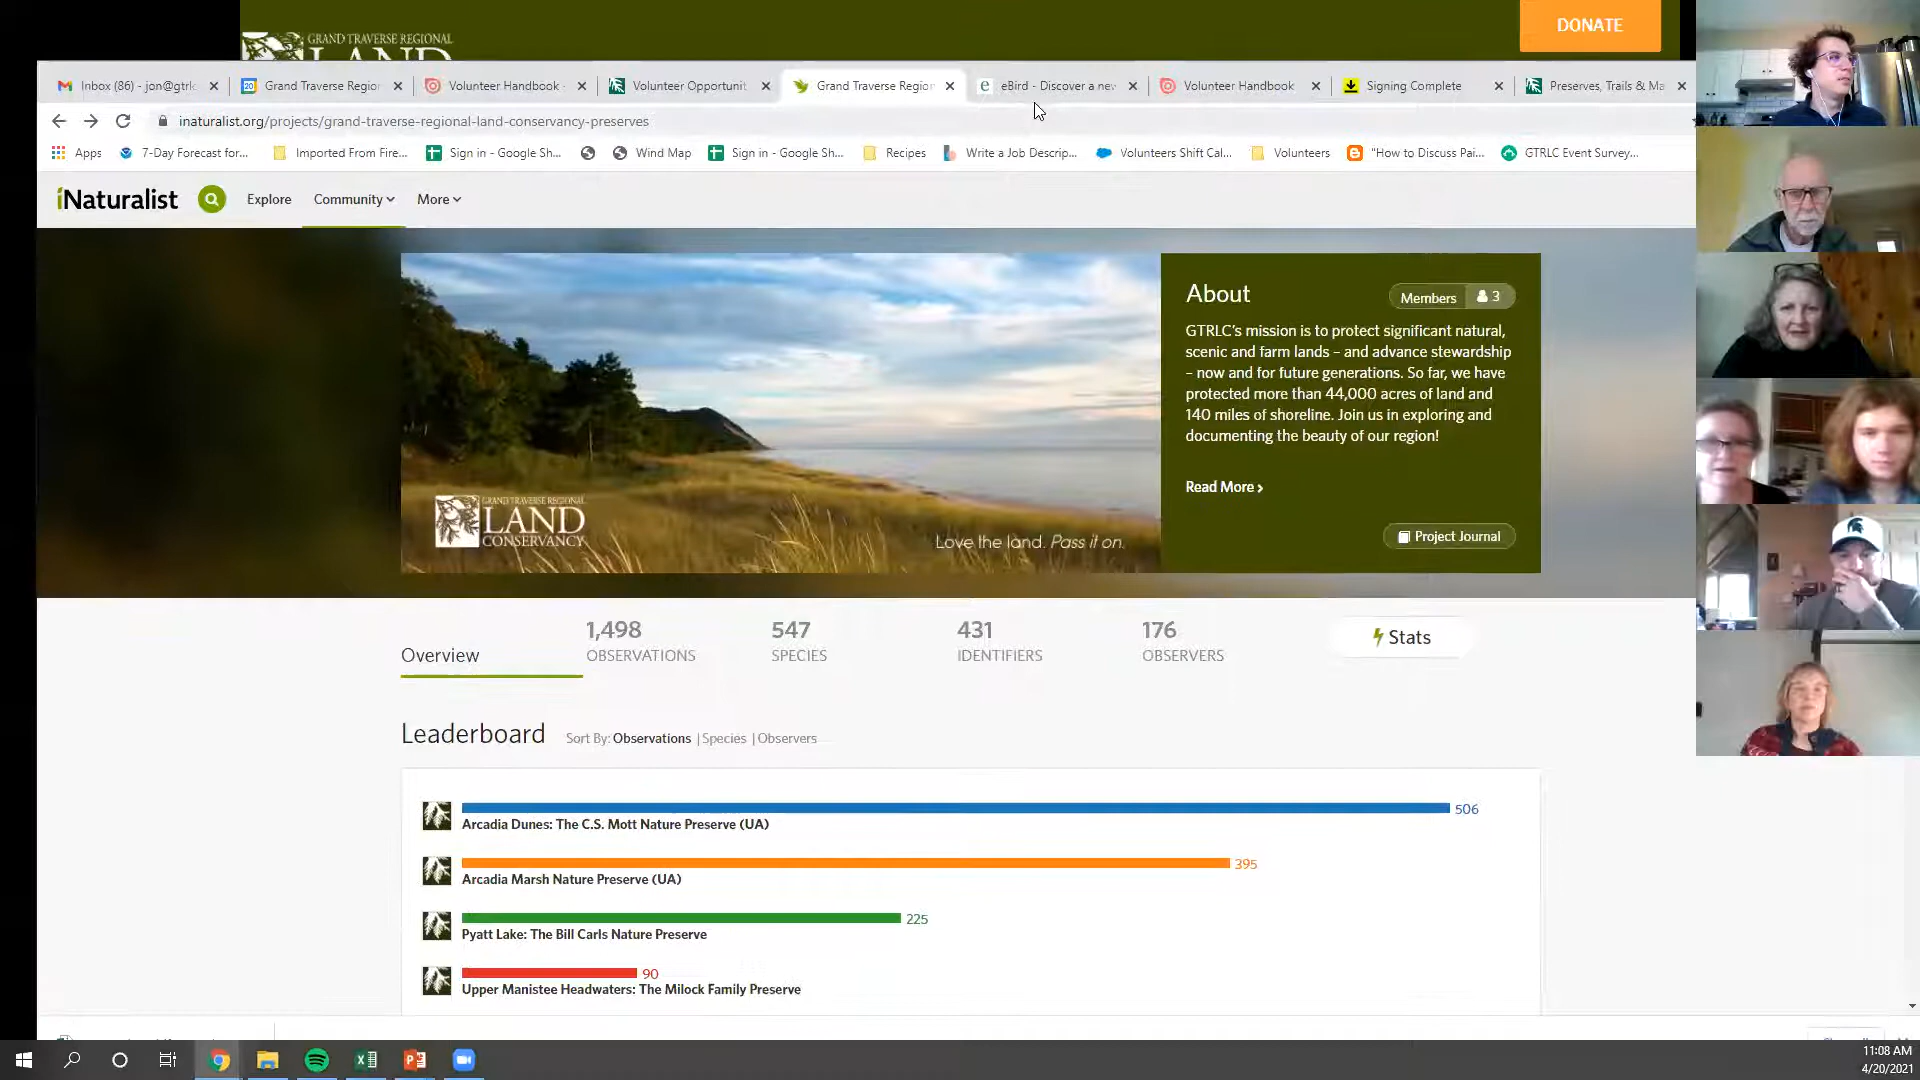 DONATE
GRAND TRAVERSE REGIONAL
LAND
Inbox (86) - jon@gtrl
Grand Traverse Region
Volunteer Handbook -
Volunteer Opportunit
Grand Traverse Region
eBird - Discover a new
Volunteer Handbook
Signing Complete
Preserves, Trails & Ma
inaturalist.org/projects/grand-traverse-regional-land-conservancy-preserves
Apps
7-Day Forecast for...
Imported From Fire...
Sign in - Google Sh...
Wind Map
Sign in - Google Sh...
Recipes
Write a Job Descrip...
Volunteers Shift Cal...
Volunteers
"How to Discuss Pai...
GTRLC Event Survey...
iNaturalist
Explore
Community
More
About
Members 3
GTRLC's mission is to protect significant natural,
scenic and farm lands – and advance stewardship
– now and for future generations. So far, we have
protected more than 44,000 acres of land and
140 miles of shoreline. Join us in exploring and
documenting the beauty of our region!
Read More
Project Journal
GRAND TRAVERSE REGIONAL
LAND
CONSERVANCY
Love the land. Pass it on.
Overview
1,498
OBSERVATIONS
547
SPECIES
431
IDENTIFIERS
176
OBSERVERS
Stats
Leaderboard
Sort By: Observations | Species | Observers
506
Arcadia Dunes: The C.S. Mott Nature Preserve (UA)
395
Arcadia Marsh Nature Preserve (UA)
225
Pyatt Lake: The Bill Carls Nature Preserve
90
Upper Manistee Headwaters: The Milock Family Preserve
11:08 AM
4/20/2021